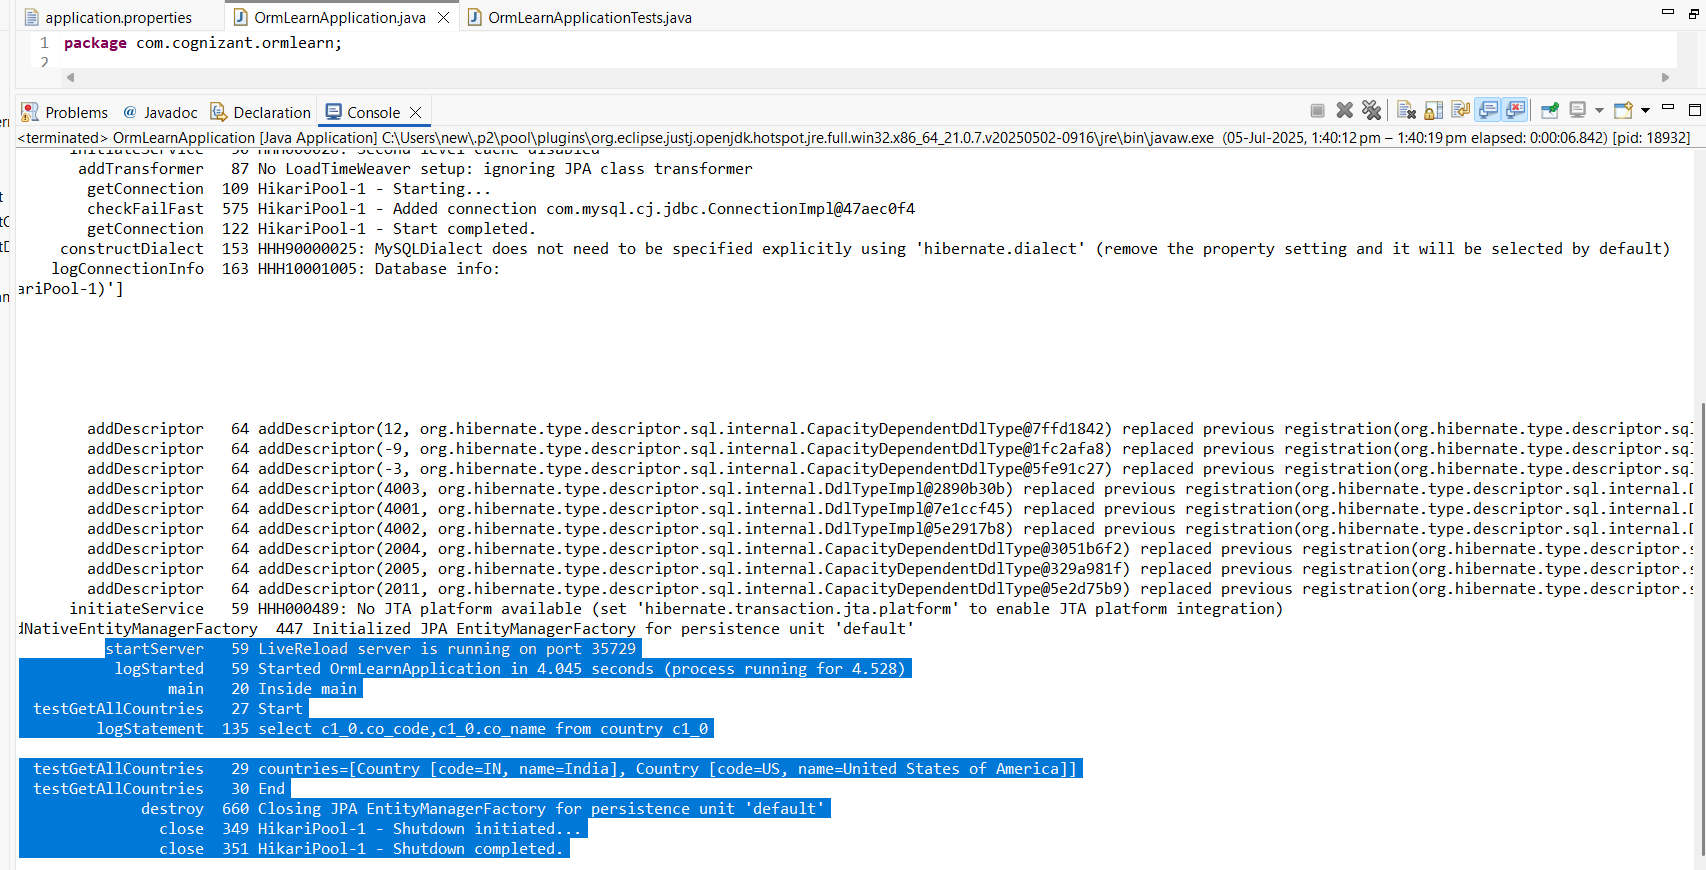 application.properties
OrmLearnApplication.java
OrmLearnApplicationTests.java
1 package com.cognizant.ormlearn;
2
Problems @ Javadoc Declaration Console
<terminated> OrmLearnApplication [Java Application] C:\Users\new\.p2\pool\plugins\org.eclipse.justj.openjdk.hotspot.jre.full.win32.x86_64_21.0.7.v20250502-0916\jre\bin\javaw.exe (05-Jul-2025, 1:40:12 pm – 1:40:19 pm elapsed: 0:00:06.842) [pid: 18932]
initiateService 50 HHH000026: Second-level cache disabled
addTransformer 87 No LoadTimeWeaver setup: ignoring JPA class transformer
getConnection 109 HikariPool-1 - Starting...
checkFailFast 575 HikariPool-1 - Added connection com.mysql.cj.jdbc.ConnectionImpl@47aec0f4
getConnection 122 HikariPool-1 - Start completed.
constructDialect 153 HHH90000025: MySQLDialect does not need to be specified explicitly using 'hibernate.dialect' (remove the property setting and it will be selected by default)
logConnectionInfo 163 HHH10001005: Database info:
ariPool-1)']
addDescriptor 64 addDescriptor(12, org.hibernate.type.descriptor.sql.internal.CapacityDependentDdlType@7ffd1842) replaced previous registration(org.hibernate.type.descriptor.sql
addDescriptor 64 addDescriptor(-9, org.hibernate.type.descriptor.sql.internal.CapacityDependentDdlType@1fc2afa8) replaced previous registration(org.hibernate.type.descriptor.sql
addDescriptor 64 addDescriptor(-3, org.hibernate.type.descriptor.sql.internal.CapacityDependentDdlType@5fe91c27) replaced previous registration(org.hibernate.type.descriptor.sql
addDescriptor 64 addDescriptor(4003, org.hibernate.type.descriptor.sql.internal.DdlTypeImpl@2890b30b) replaced previous registration(org.hibernate.type.descriptor.sql.internal.D
addDescriptor 64 addDescriptor(4001, org.hibernate.type.descriptor.sql.internal.DdlTypeImpl@7e1ccf45) replaced previous registration(org.hibernate.type.descriptor.sql.internal.D
addDescriptor 64 addDescriptor(4002, org.hibernate.type.descriptor.sql.internal.DdlTypeImpl@5e2917b8) replaced previous registration(org.hibernate.type.descriptor.sql.internal.D
addDescriptor 64 addDescriptor(2004, org.hibernate.type.descriptor.sql.internal.CapacityDependentDdlType@3051b6f2) replaced previous registration(org.hibernate.type.descriptor.s
addDescriptor 64 addDescriptor(2005, org.hibernate.type.descriptor.sql.internal.CapacityDependentDdlType@329a981f) replaced previous registration(org.hibernate.type.descriptor.s
addDescriptor 64 addDescriptor(2011, org.hibernate.type.descriptor.sql.internal.CapacityDependentDdlType@5e2d75b9) replaced previous registration(org.hibernate.type.descriptor.s
initiateService 59 HHH000489: No JTA platform available (set 'hibernate.transaction.jta.platform' to enable JTA platform integration)
dNativeEntityManagerFactory 447 Initialized JPA EntityManagerFactory for persistence unit 'default'
startServer 59 LiveReload server is running on port 35729
logStarted 59 Started OrmLearnApplication in 4.045 seconds (process running for 4.528)
main 20 Inside main
testGetAllCountries 27 Start
logStatement 135 select c1_0.co_code,c1_0.co_name from country c1_0
testGetAllCountries 29 countries=[Country [code=IN, name=India], Country [code=US, name=United States of America]]
testGetAllCountries 30 End
destroy 660 Closing JPA EntityManagerFactory for persistence unit 'default'
close 349 HikariPool-1 - Shutdown initiated...
close 351 HikariPool-1 - Shutdown completed.